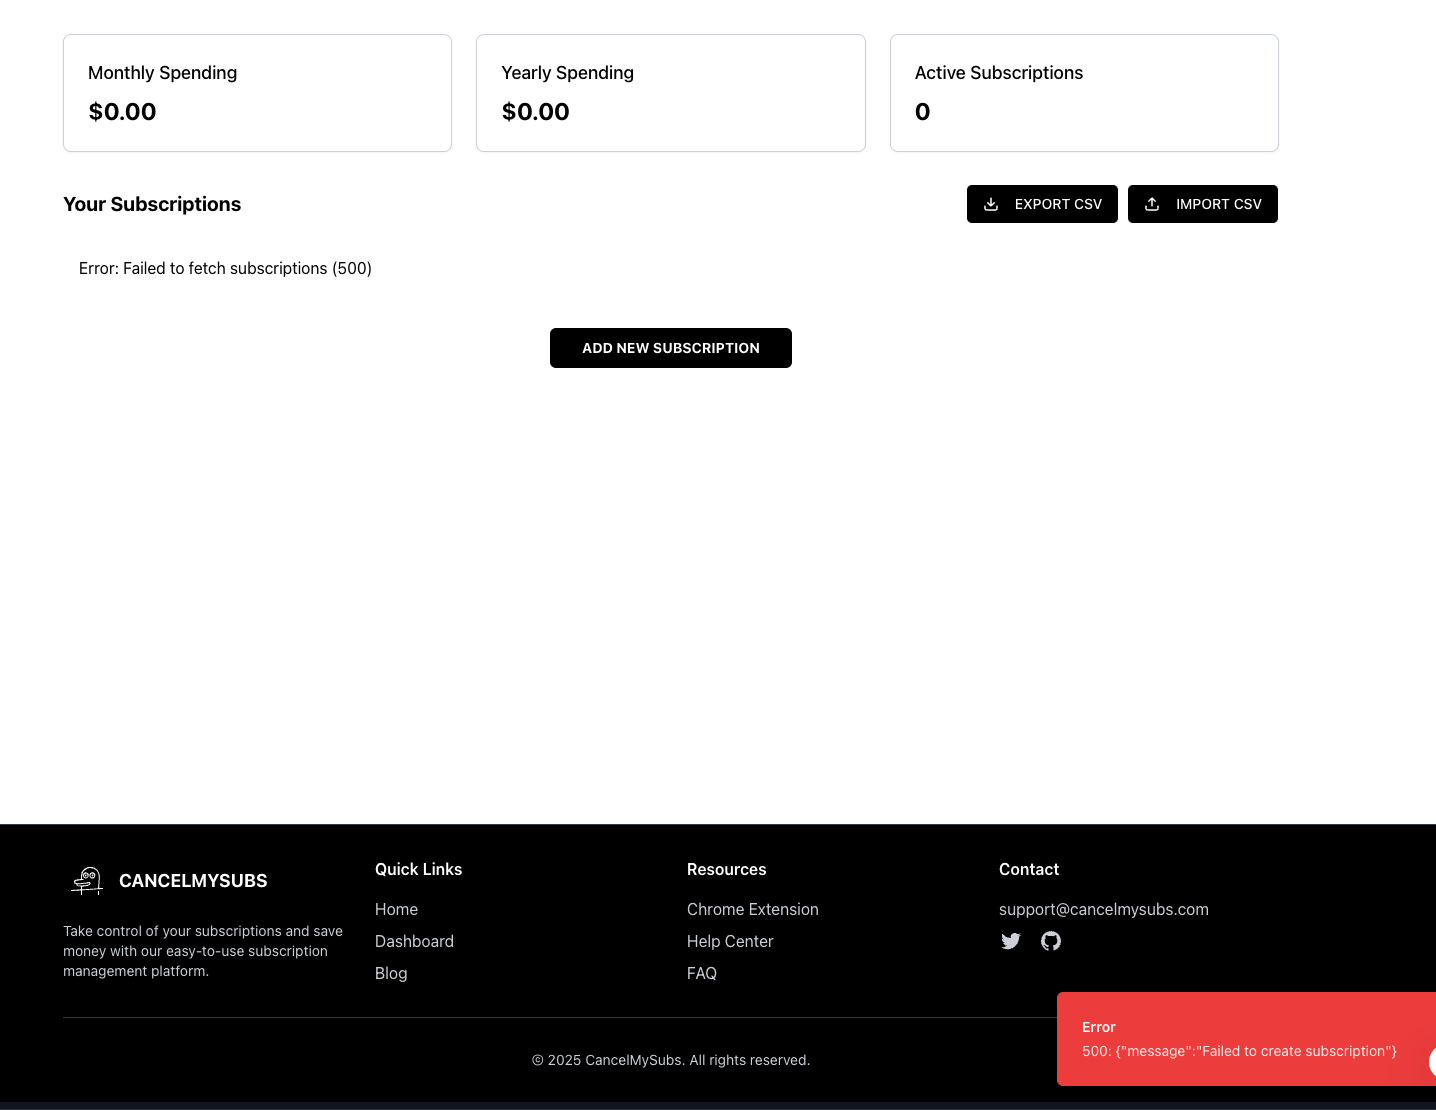 Monthly Spending
$0.00
Yearly Spending
$0.00
Active Subscriptions
0
Your Subscriptions
EXPORT CSV
IMPORT CSV
Error: Failed to fetch subscriptions (500)
ADD NEW SUBSCRIPTION
CANCELMYSUBS
Take control of your subscriptions and save
money with our easy-to-use subscription
management platform.
Quick Links
Home
Dashboard
Blog
Resources
Chrome Extension
Help Center
FAQ
Contact
support@cancelmysubs.com
© 2025 CancelMySubs. All rights reserved.
Error
500: {"message":"Failed to create subscription"}